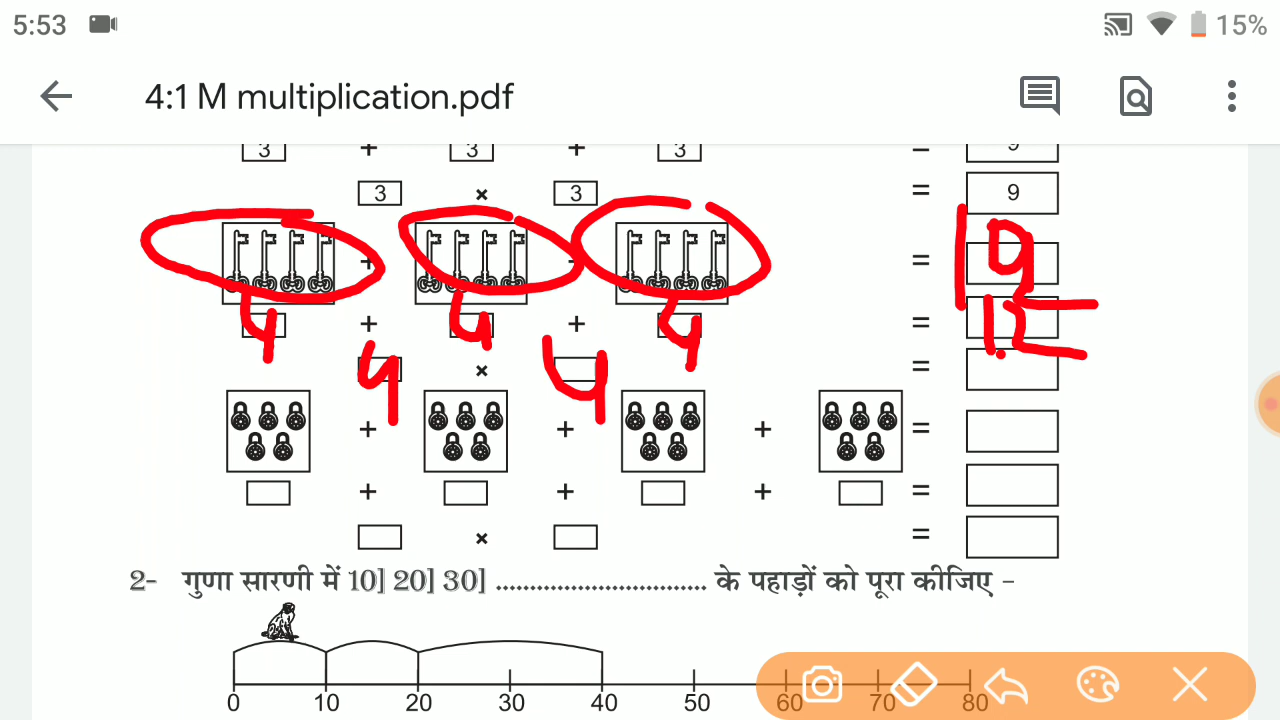 5:53 15%
4:1 M multiplication.pdf
3 + 3 + 3 = 9
3 × 3 = 9
+ = 12
4 + 4 + 4 = 12
4 × 4 =
+ + + =
+ + + =
× =
2- गुणा सारणी में 10] 20] 30] .............................. के पहाड़ों को पूरा कीजिए -
0 10 20 30 40 50 60 70 80